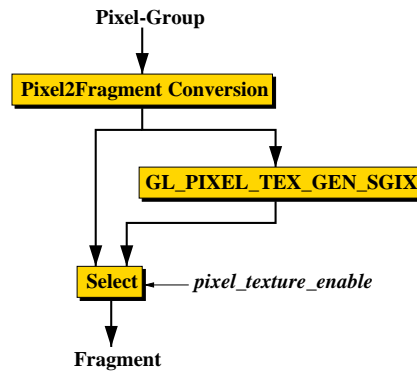 Pixel-Group
Pixel2Fragment Conversion
GL_PIXEL_TEX_GEN_SGIX
Select
pixel_texture_enable
Fragment